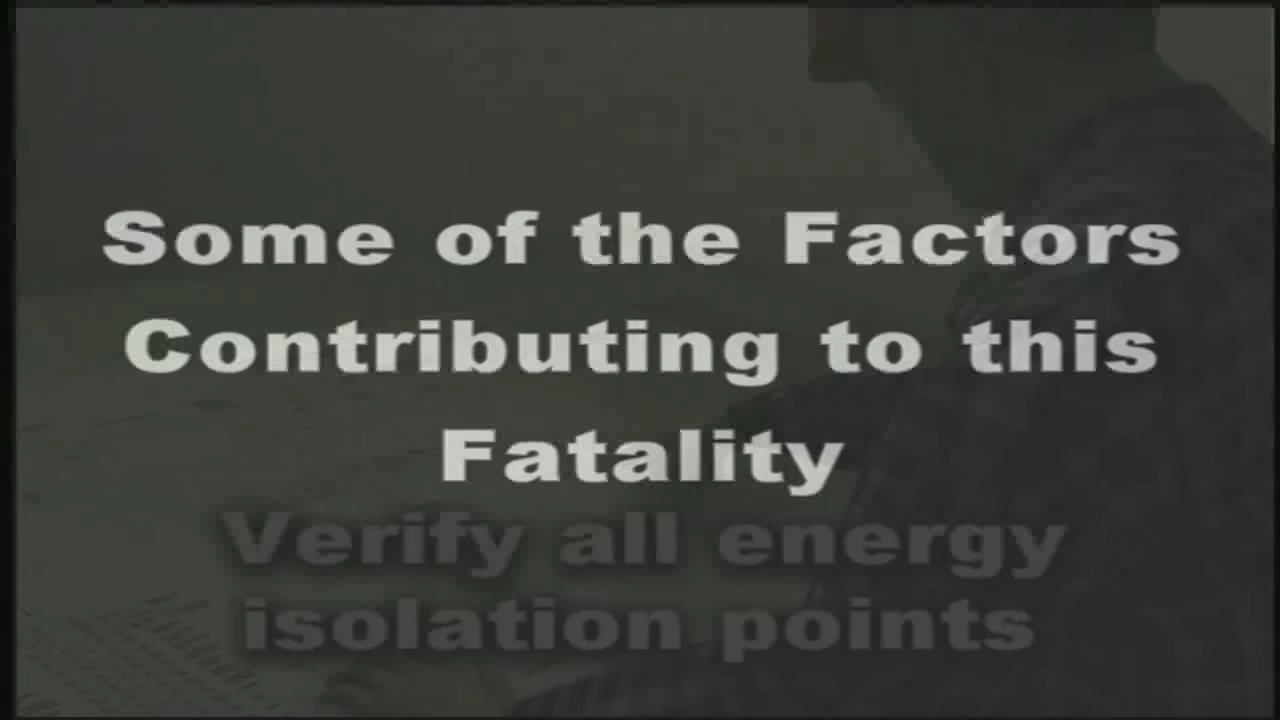 Some of the Factors
Contributing to this
Fatality
Verify all energy
isolation points